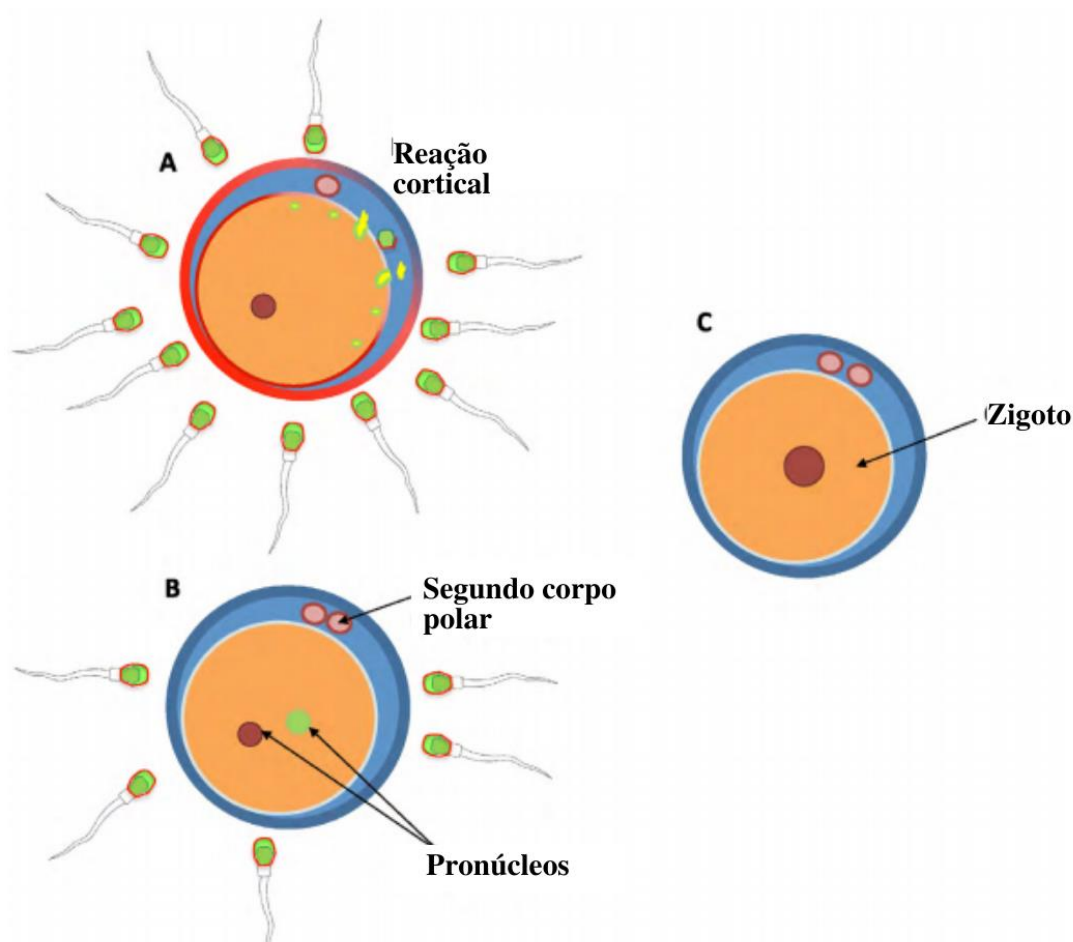 A
Reação
cortical
C
Zigoto
B
Segundo corpo
polar
Pronúcleos